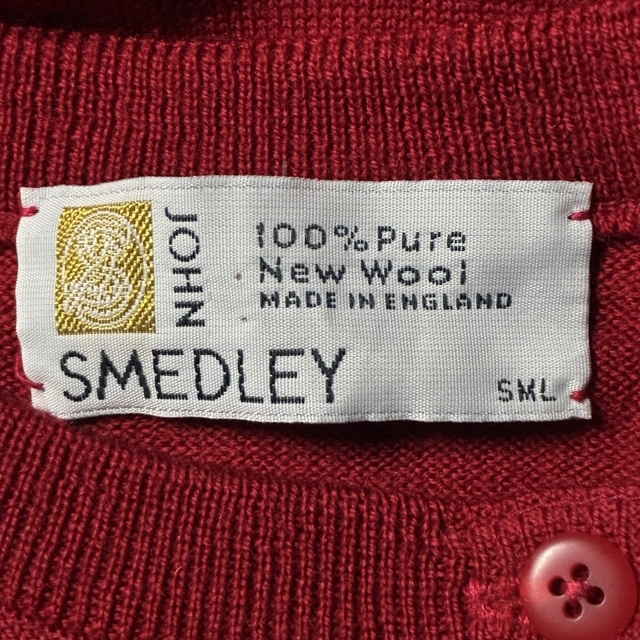 JOHN
SMEDLEY
100% Pure
New Wool
MADE IN ENGLAND
SML